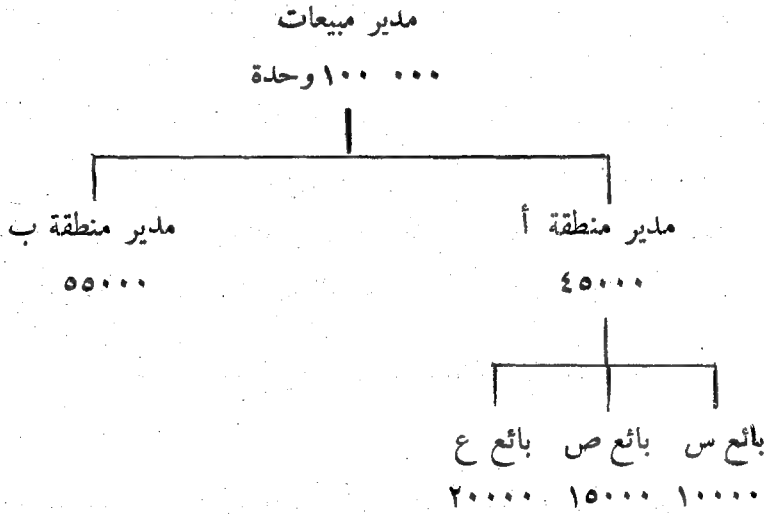 مدير مبيعات
١٠٠ ٠٠٠ وحدة
مدير منطقة أ
مدير منطقة ب
٤٥٠٠٠
٥٥٠٠٠
بائع س
بائع ص
بائع ع
١٠٠٠٠
١٥٠٠٠
٢٠٠٠٠